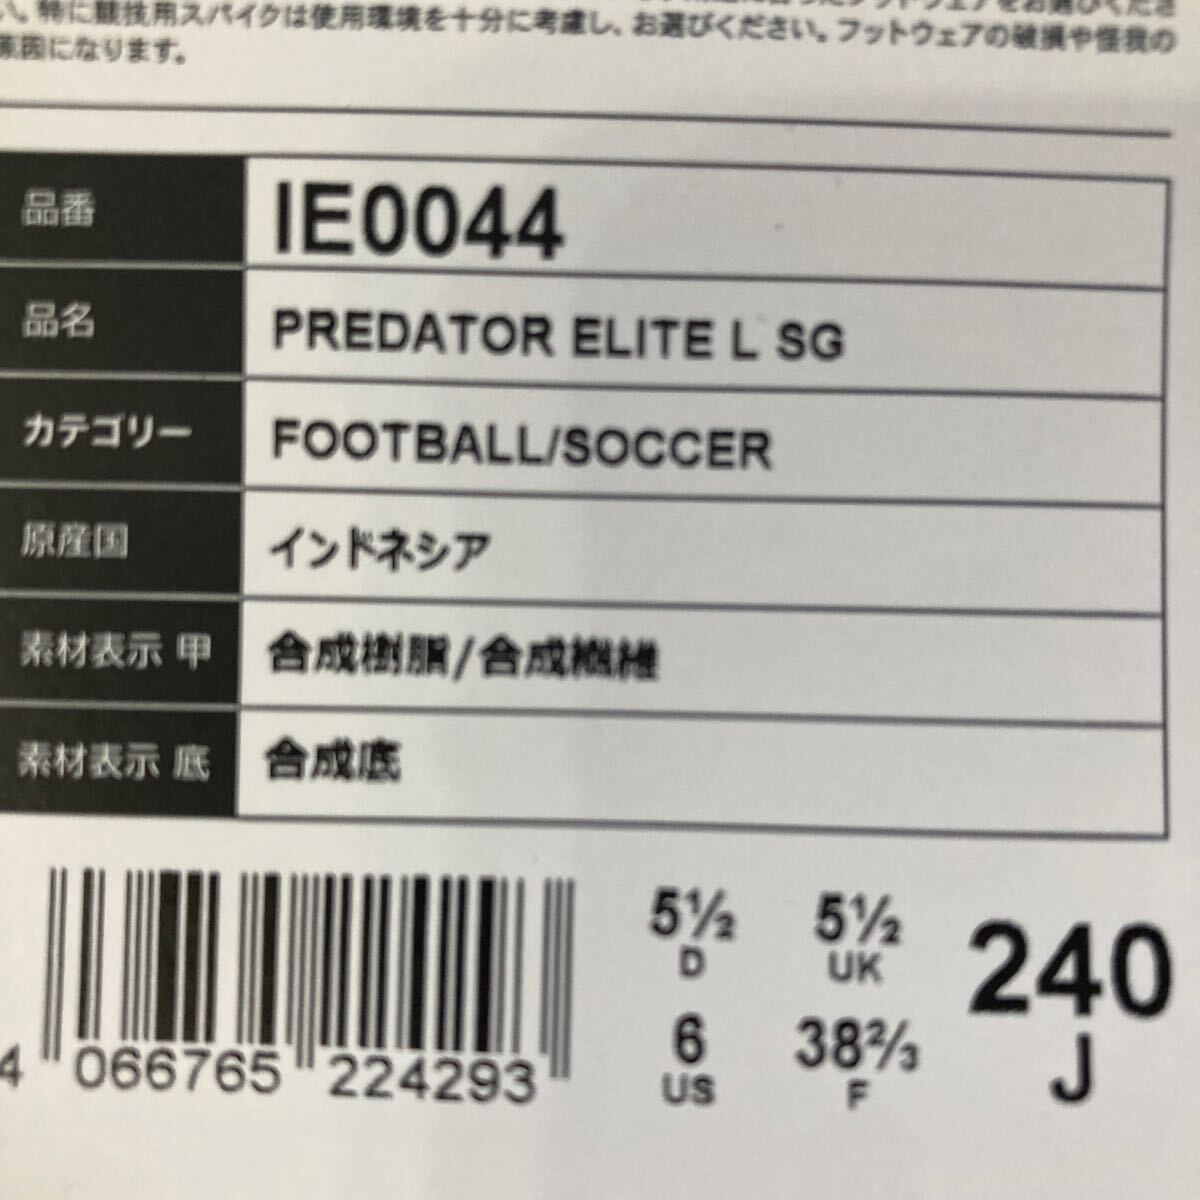 い。特に競技用スパイクは使用環境を十分に考慮し、お選びください。フットウェアの破損や怪我の
原因になります。
品番 IE0044
品名 PREDATOR ELITE L SG
カテゴリー FOOTBALL/SOCCER
原産国 インドネシア
素材表示 甲 合成樹脂/合成繊維
素材表示 底 合成底
4 066765 224293
5½ D
5½ UK
6 US
38⅔ F
240 J